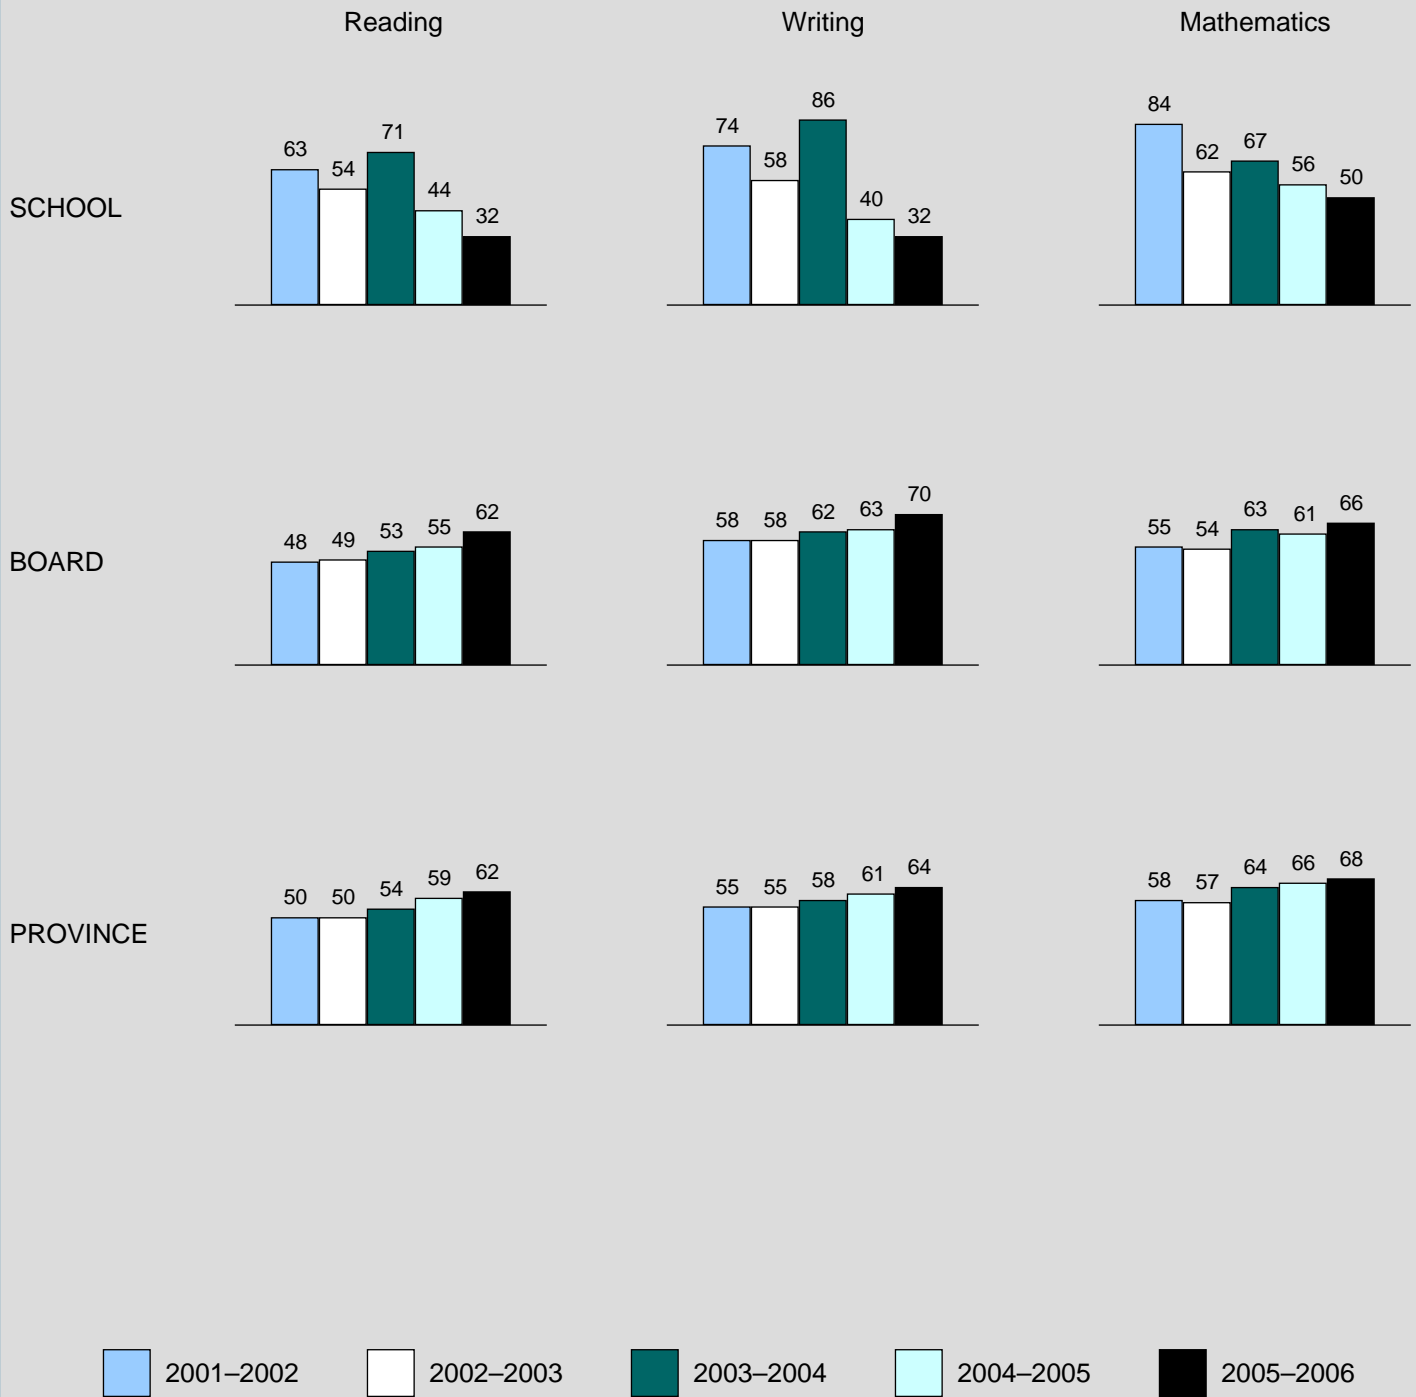 Reading Writing Mathematics
63 54 71 44 32
74 58 86 40 32
84 62 67 56 50
SCHOOL
48 49 53 55 62
58 58 62 63 70
55 54 63 61 66
BOARD
50 50 54 59 62
55 55 58 61 64
58 57 64 66 68
PROVINCE
2001–2002 2002–2003 2003–2004 2004–2005 2005–2006